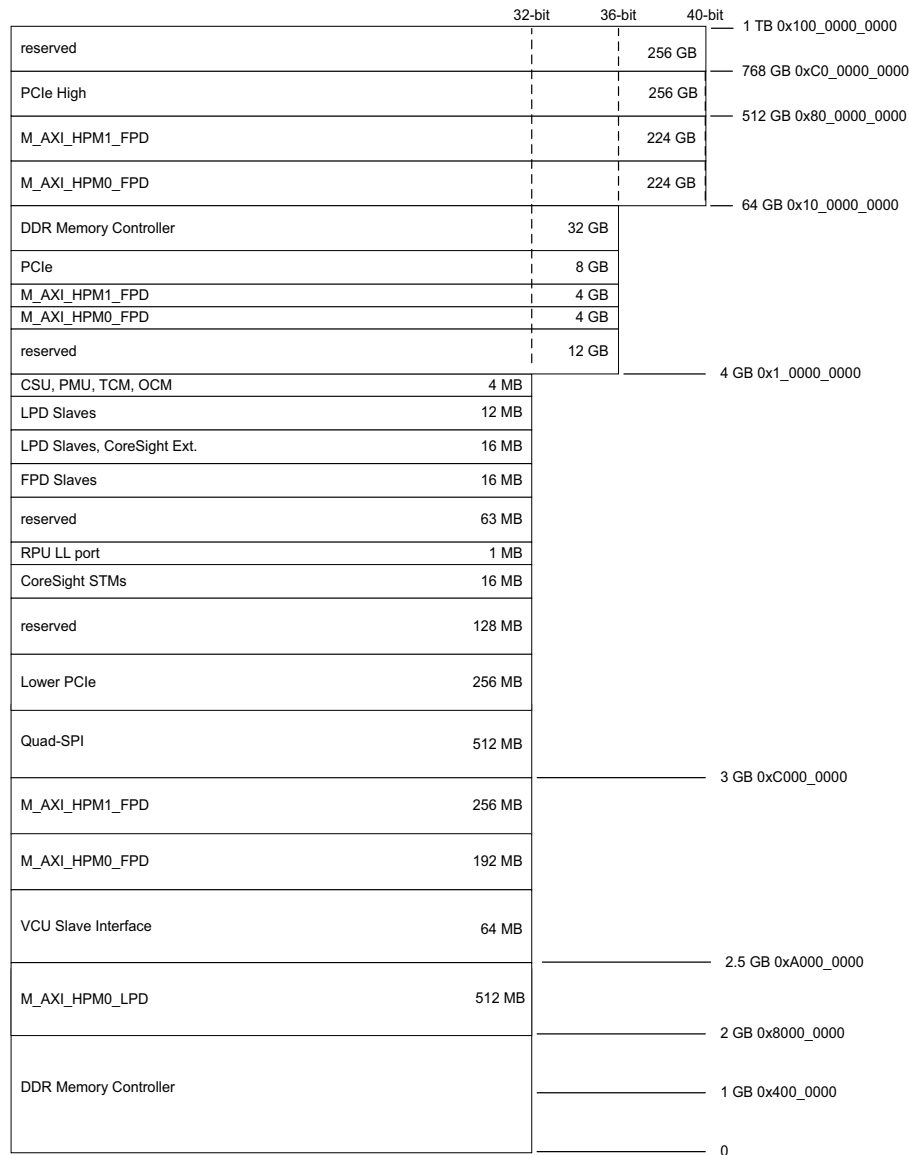 32-bit 36-bit 40-bit
1 TB 0x100_0000_0000
reserved 256 GB
768 GB 0xC0_0000_0000
PCIe High 256 GB
512 GB 0x80_0000_0000
M_AXI_HPM1_FPD 224 GB
M_AXI_HPM0_FPD 224 GB
64 GB 0x10_0000_0000
DDR Memory Controller 32 GB
PCIe 8 GB
M_AXI_HPM1_FPD 4 GB
M_AXI_HPM0_FPD 4 GB
reserved 12 GB
4 GB 0x1_0000_0000
CSU, PMU, TCM, OCM 4 MB
LPD Slaves 12 MB
LPD Slaves, CoreSight Ext. 16 MB
FPD Slaves 16 MB
reserved 63 MB
RPU LL port 1 MB
CoreSight STMs 16 MB
reserved 128 MB
Lower PCIe 256 MB
Quad-SPI 512 MB
3 GB 0xC000_0000
M_AXI_HPM1_FPD 256 MB
M_AXI_HPM0_FPD 192 MB
VCU Slave Interface 64 MB
2.5 GB 0xA000_0000
M_AXI_HPM0_LPD 512 MB
2 GB 0x8000_0000
DDR Memory Controller
1 GB 0x400_0000
0